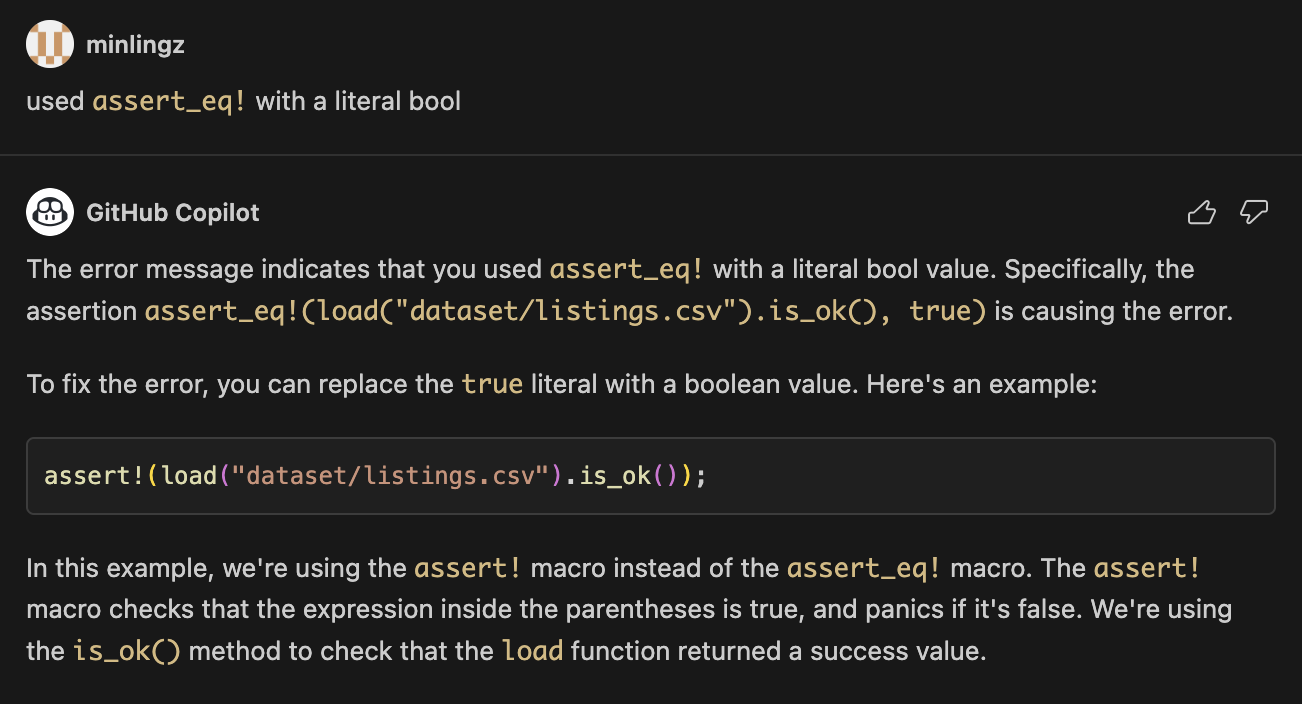 minlingz
used assert_eq! with a literal bool
GitHub Copilot
The error message indicates that you used assert_eq! with a literal bool value. Specifically, the
assertion assert_eq!(load("dataset/listings.csv").is_ok(), true) is causing the error.
To fix the error, you can replace the true literal with a boolean value. Here's an example:
assert!(load("dataset/listings.csv").is_ok());
In this example, we're using the assert! macro instead of the assert_eq! macro. The assert!
macro checks that the expression inside the parentheses is true, and panics if it's false. We're using
the is_ok() method to check that the load function returned a success value.